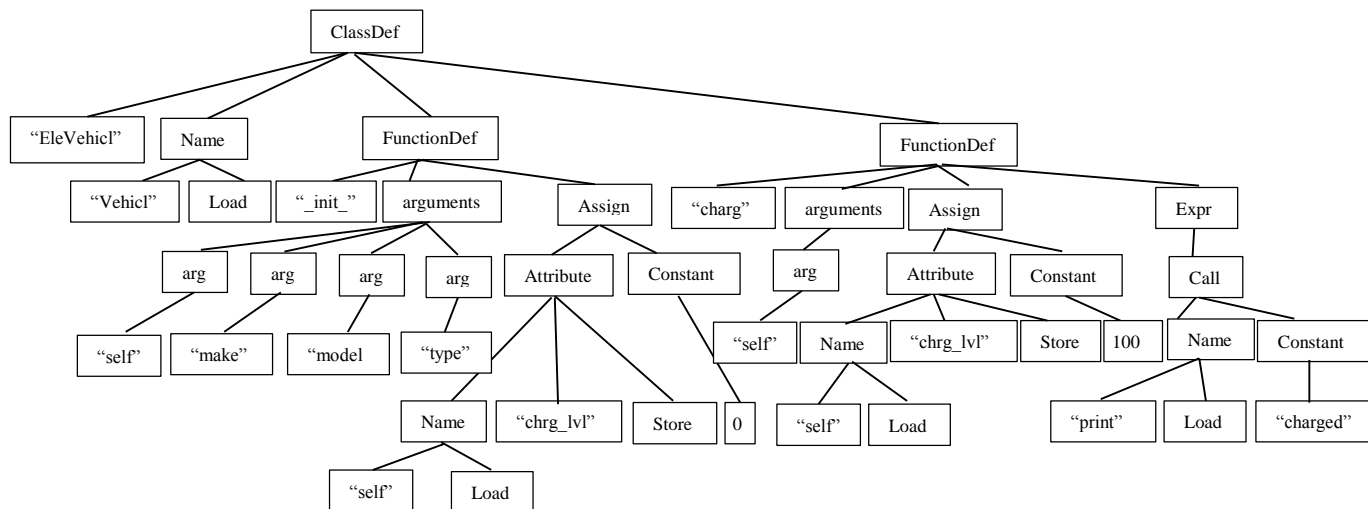 ClassDef
“EleVehicl”
Name
FunctionDef
FunctionDef
“Vehicl”
Load
“_init_”
arguments
Assign
“charg”
arguments
Assign
Expr
arg
arg
arg
arg
Attribute
Constant
arg
Attribute
Constant
Call
“self”
“make”
“model
“type”
“self”
Name
“chrg_lvl”
Store
100
Name
Constant
Name
“chrg_lvl”
Store
0
“self”
Load
“print”
Load
“charged”
“self”
Load